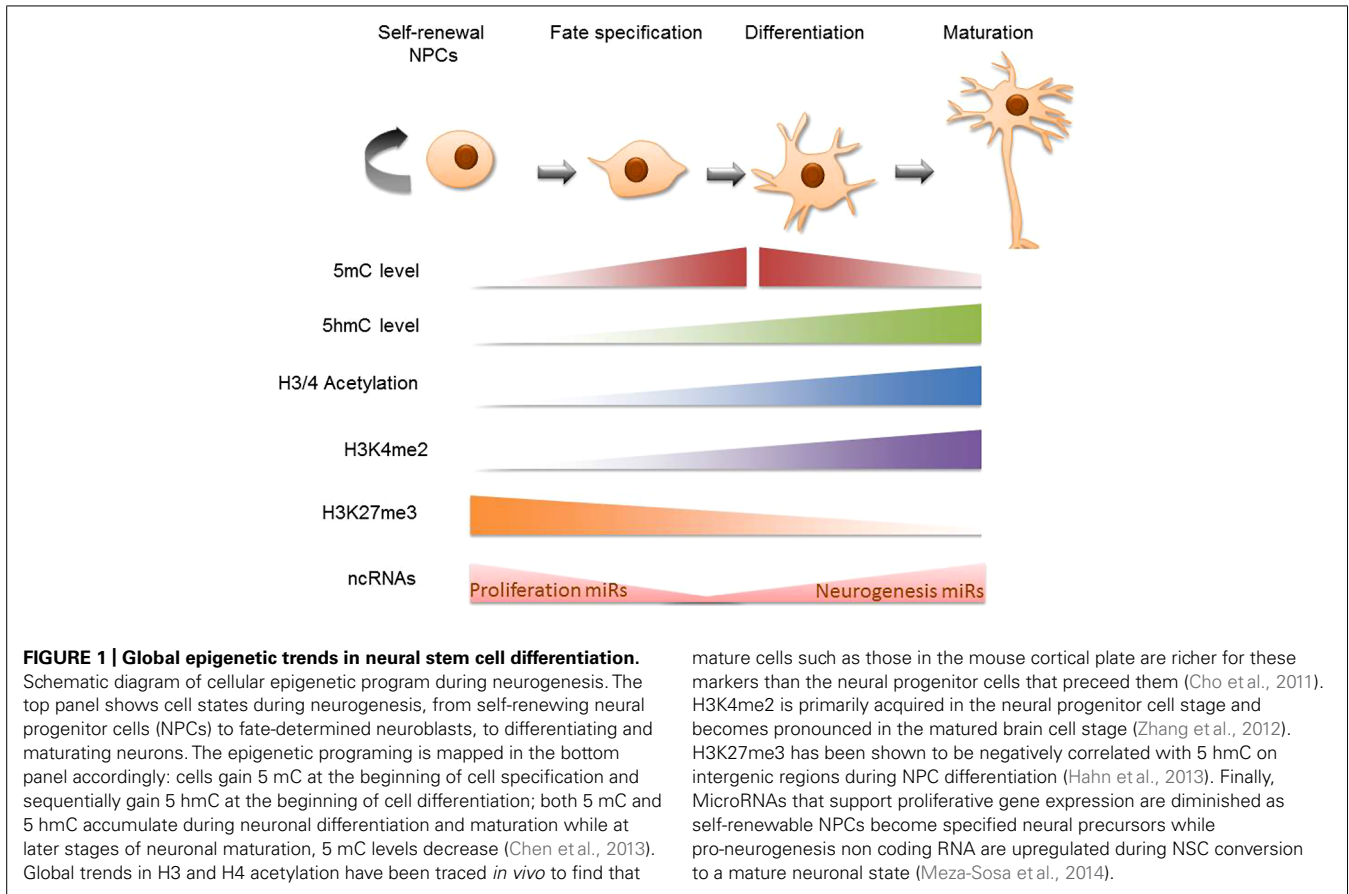 Self-renewal
NPCs
Fate specification
Differentiation
Maturation
5mC level
5hmC level
H3/4 Acetylation
H3K4me2
H3K27me3
ncRNAs
Proliferation miRs
Neurogenesis miRs
FIGURE 1 | Global epigenetic trends in neural stem cell differentiation.
Schematic diagram of cellular epigenetic program during neurogenesis. The
top panel shows cell states during neurogenesis, from self-renewing neural
progenitor cells (NPCs) to fate-determined neuroblasts, to differentiating and
maturating neurons. The epigenetic programing is mapped in the bottom
panel accordingly: cells gain 5 mC at the beginning of cell specification and
sequentially gain 5 hmC at the beginning of cell differentiation; both 5 mC and
5 hmC accumulate during neuronal differentiation and maturation while at
later stages of neuronal maturation, 5 mC levels decrease (Chen et al., 2013).
Global trends in H3 and H4 acetylation have been traced in vivo to find that
mature cells such as those in the mouse cortical plate are richer for these
markers than the neural progenitor cells that preceed them (Cho et al., 2011).
H3K4me2 is primarily acquired in the neural progenitor cell stage and
becomes pronounced in the matured brain cell stage (Zhang et al., 2012).
H3K27me3 has been shown to be negatively correlated with 5 hmC on
intergenic regions during NPC differentiation (Hahn et al., 2013). Finally,
MicroRNAs that support proliferative gene expression are diminished as
self-renewable NPCs become specified neural precursors while
pro-neurogenesis non coding RNA are upregulated during NSC conversion
to a mature neuronal state (Meza-Sosa et al., 2014).